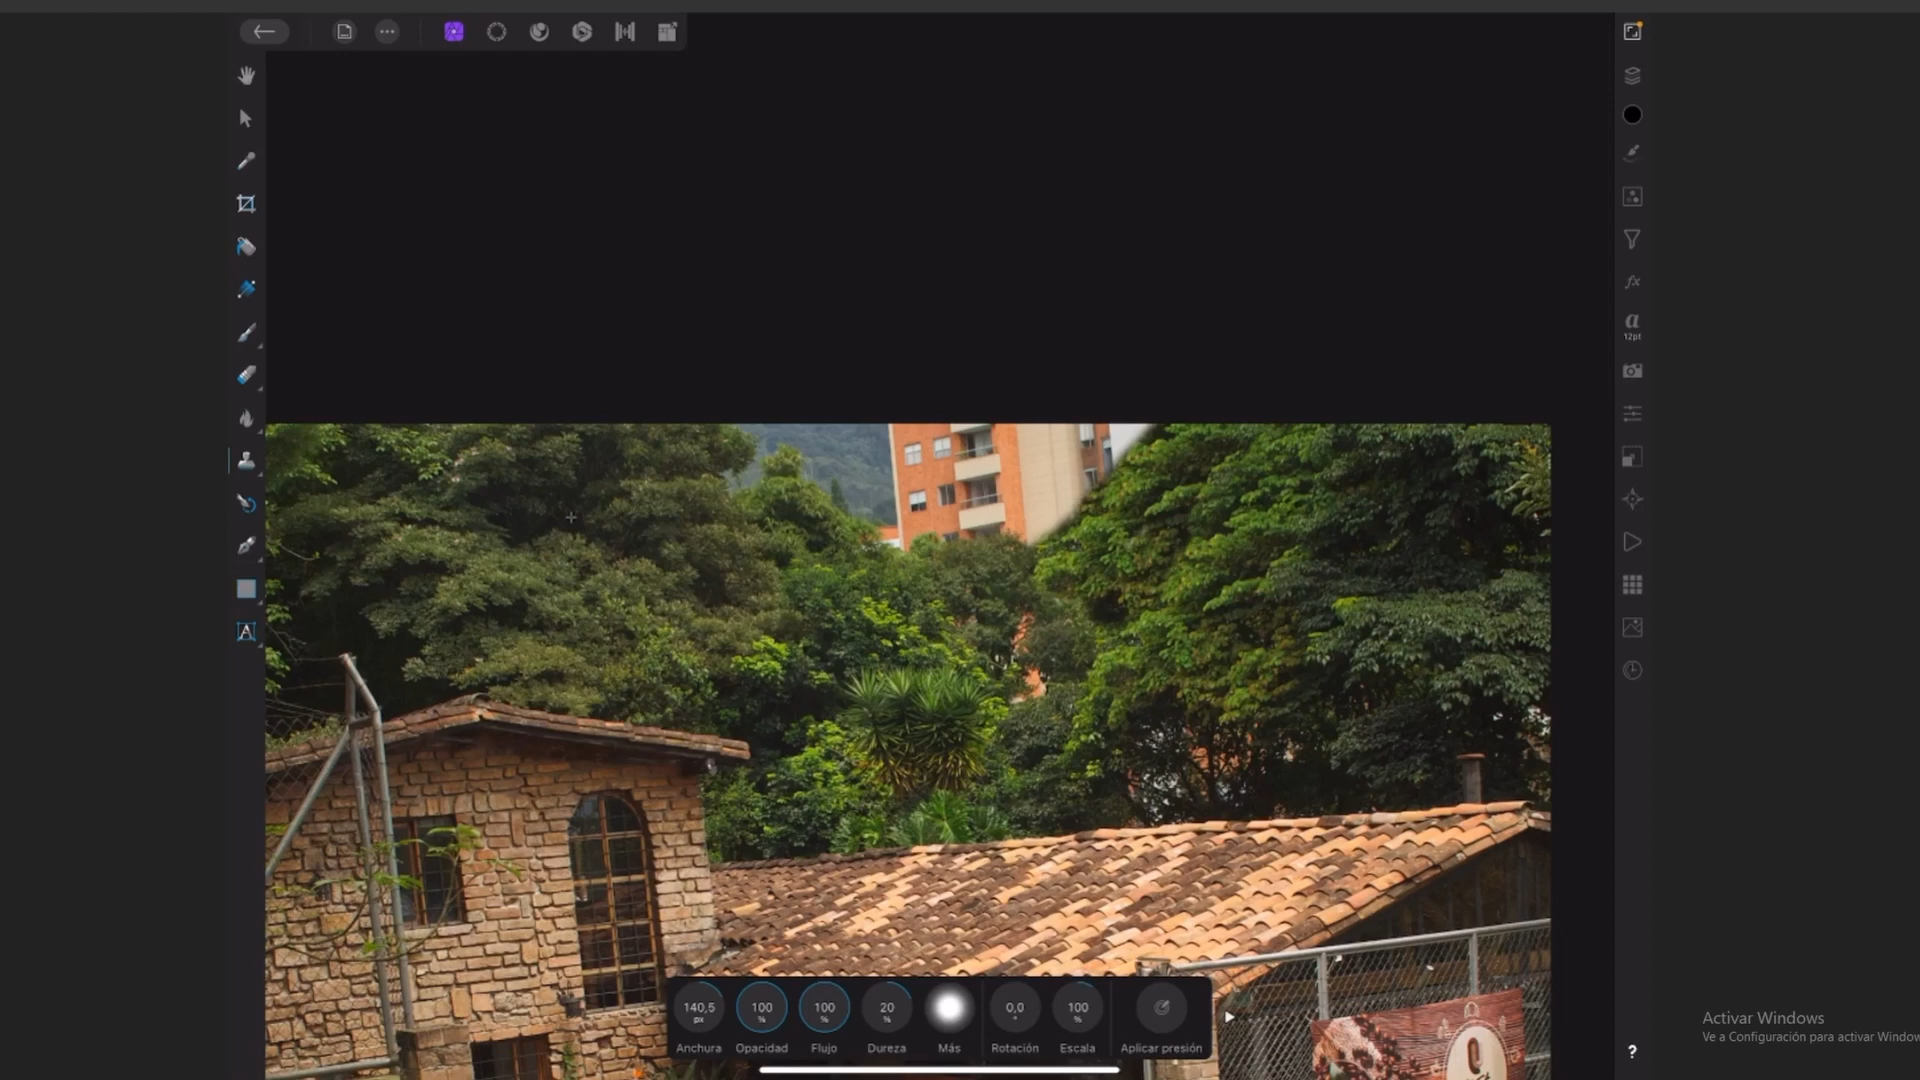 a
12pt
A
140,5
px
100
%
100
%
20
%
0,0
°
100
%
Anchura
Opacidad
Flujo
Dureza
Más
Rotación
Escala
Aplicar presión
Activar Windows
Ve a Configuración para activar Window
fx
?